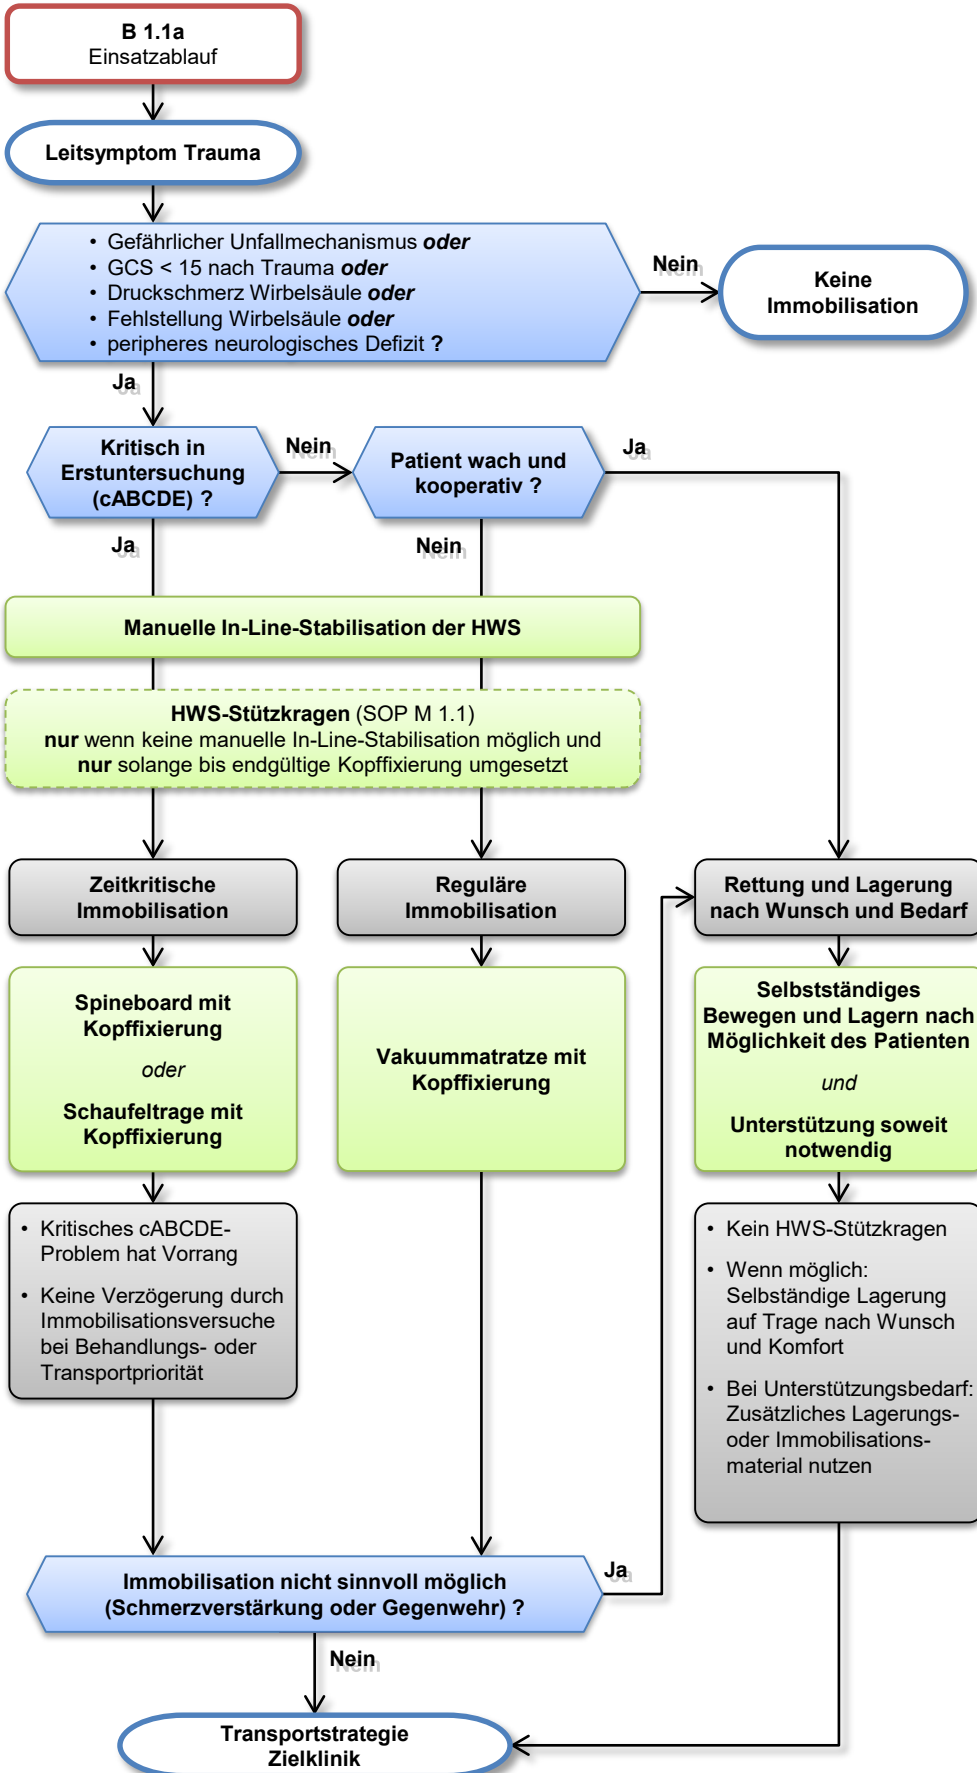 B 1.1a
Einsatzablauf
Leitsymptom Trauma
• Gefährlicher Unfallmechanismus oder
• GCS < 15 nach Trauma oder
• Druckschmerz Wirbelsäule oder
• Fehlstellung Wirbelsäule oder
• peripheres neurologisches Defizit ?
Nein
Keine
Immobilisation
Ja
Kritisch in
Erstuntersuchung
(cABCDE) ?
Nein
Patient wach und
kooperativ ?
Ja
Ja
Nein
Manuelle In-Line-Stabilisation der HWS
HWS-Stützkragen (SOP M 1.1)
nur wenn keine manuelle In-Line-Stabilisation möglich und
nur solange bis endgültige Kopffixierung umgesetzt
Zeitkritische
Immobilisation
Reguläre
Immobilisation
Rettung und Lagerung
nach Wunsch und Bedarf
Spineboard mit
Kopffixierung
oder
Schaufeltrage mit
Kopffixierung
Vakuummatratze mit
Kopffixierung
Selbstständiges
Bewegen und Lagern nach
Möglichkeit des Patienten
und
Unterstützung soweit
notwendig
• Kritisches cABCDE-
Problem hat Vorrang
• Keine Verzögerung durch
Immobilisationsversuche
bei Behandlungs- oder
Transportpriorität
• Kein HWS-Stützkragen
• Wenn möglich:
Selbständige Lagerung
auf Trage nach Wunsch
und Komfort
• Bei Unterstützungsbedarf:
Zusätzliches Lagerungs-
oder Immobilisations-
material nutzen
Immobilisation nicht sinnvoll möglich
(Schmerzverstärkung oder Gegenwehr) ?
Ja
Nein
Transportstrategie
Zielklinik